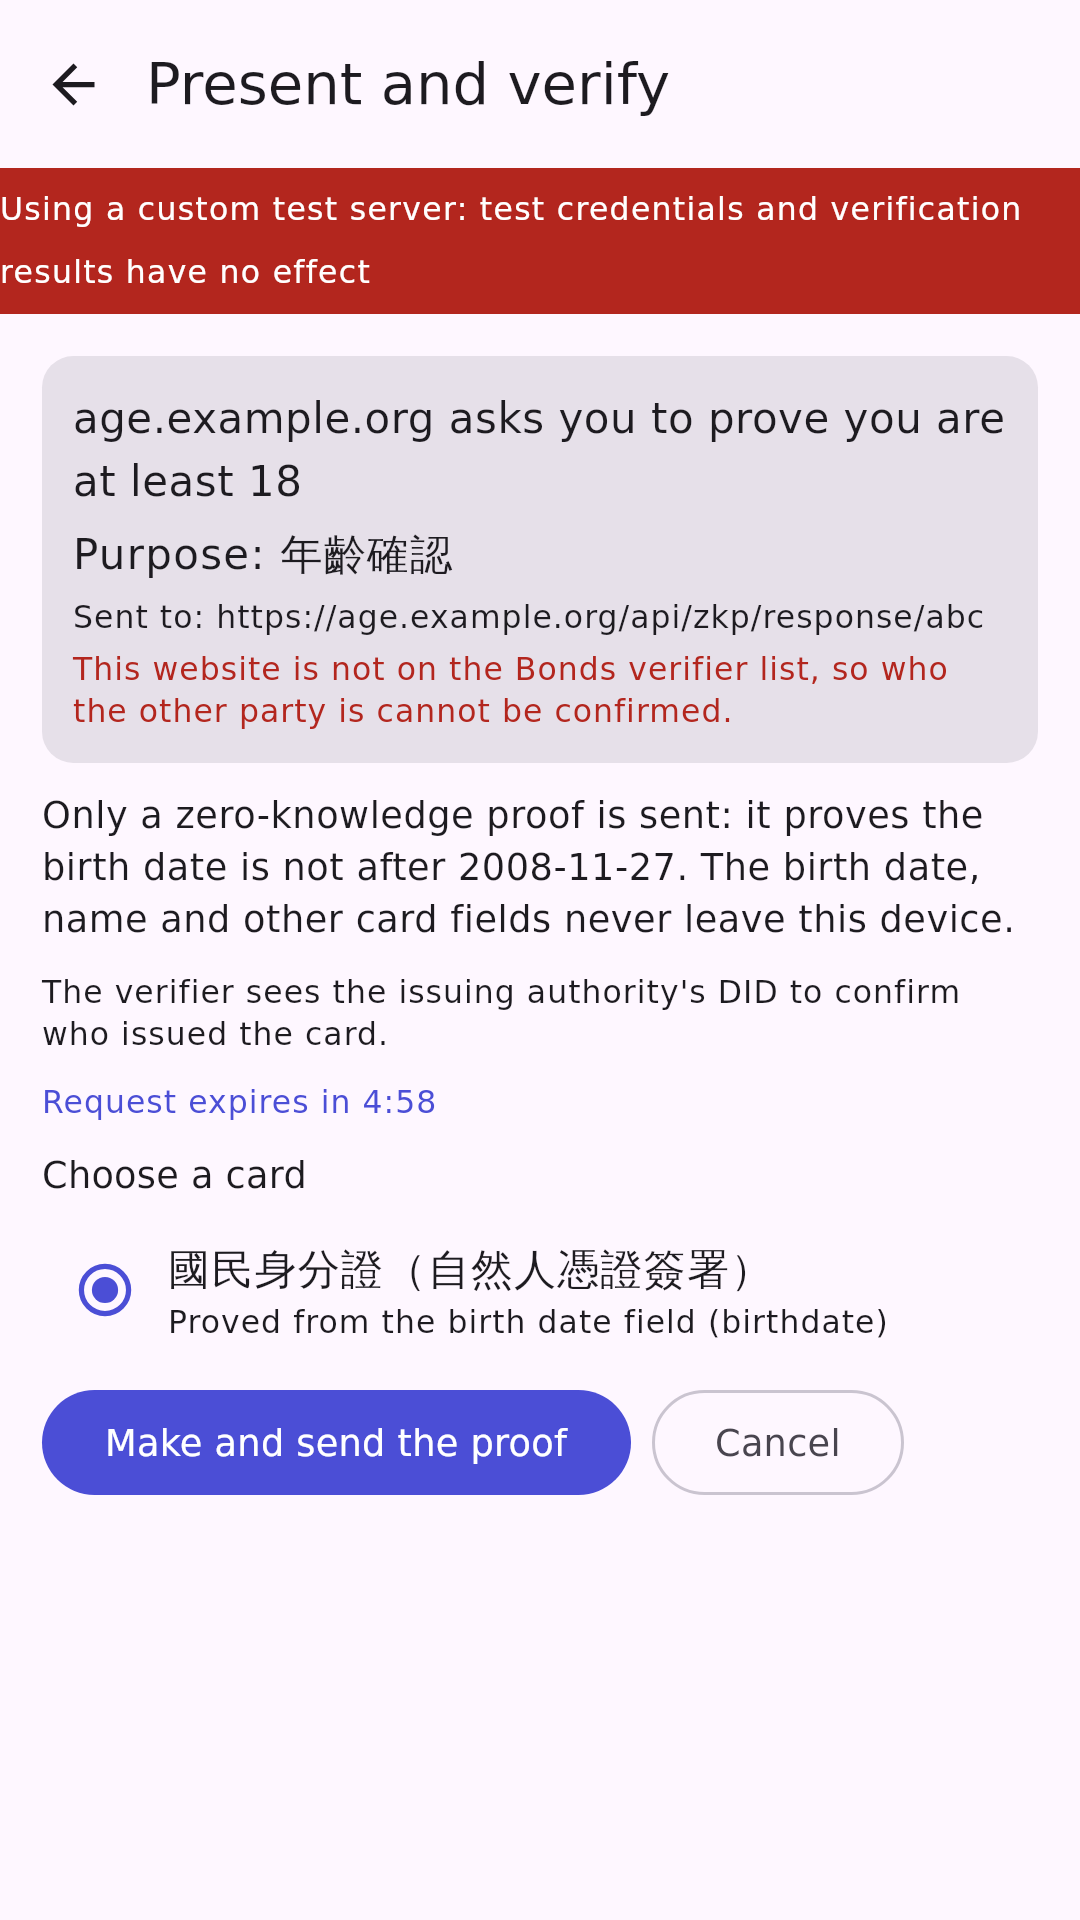 Present and verify
Using a custom test server: test credentials and verification
results have no effect
age.example.org asks you to prove you are
at least 18
Purpose: 年齡確認
Sent to: https://age.example.org/api/zkp/response/abc
This website is not on the Bonds verifier list, so who
the other party is cannot be confirmed.
Only a zero-knowledge proof is sent: it proves the
birth date is not after 2008-11-27. The birth date,
name and other card fields never leave this device.
The verifier sees the issuing authority's DID to confirm
who issued the card.
Request expires in 4:58
Choose a card
國民身分證（自然人憑證簽署）
Proved from the birth date field (birthdate)
Make and send the proof
Cancel